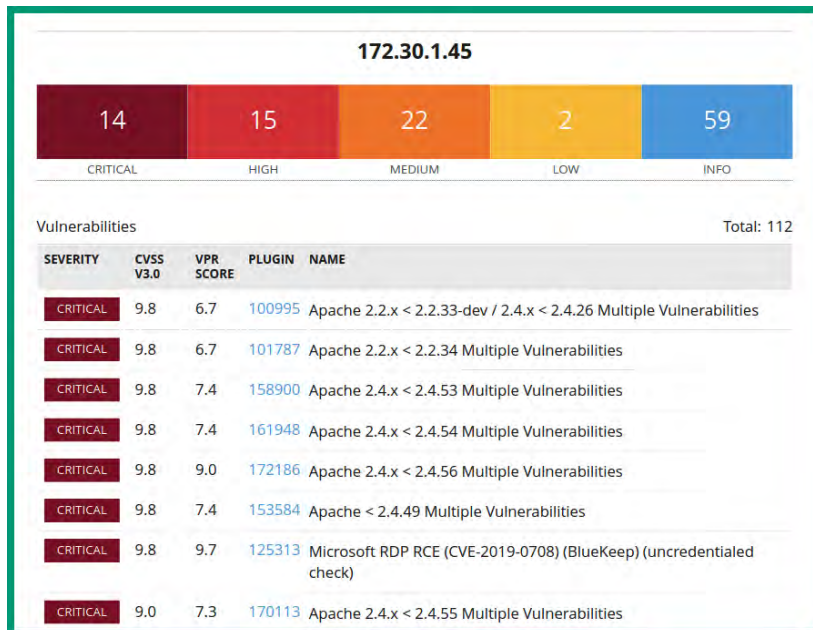 172.30.1.45
14 15 22 2 59
CRITICAL HIGH MEDIUM LOW INFO
Vulnerabilities Total: 112
SEVERITY CVSS V3.0 VPR SCORE PLUGIN NAME
CRITICAL 9.8 6.7 100995 Apache 2.2.x < 2.2.33-dev / 2.4.x < 2.4.26 Multiple Vulnerabilities
CRITICAL 9.8 6.7 101787 Apache 2.2.x < 2.2.34 Multiple Vulnerabilities
CRITICAL 9.8 7.4 158900 Apache 2.4.x < 2.4.53 Multiple Vulnerabilities
CRITICAL 9.8 7.4 161948 Apache 2.4.x < 2.4.54 Multiple Vulnerabilities
CRITICAL 9.8 9.0 172186 Apache 2.4.x < 2.4.56 Multiple Vulnerabilities
CRITICAL 9.8 7.4 153584 Apache < 2.4.49 Multiple Vulnerabilities
CRITICAL 9.8 9.7 125313 Microsoft RDP RCE (CVE-2019-0708) (BlueKeep) (uncredentialed
check)
CRITICAL 9.0 7.3 170113 Apache 2.4.x < 2.4.55 Multiple Vulnerabilities